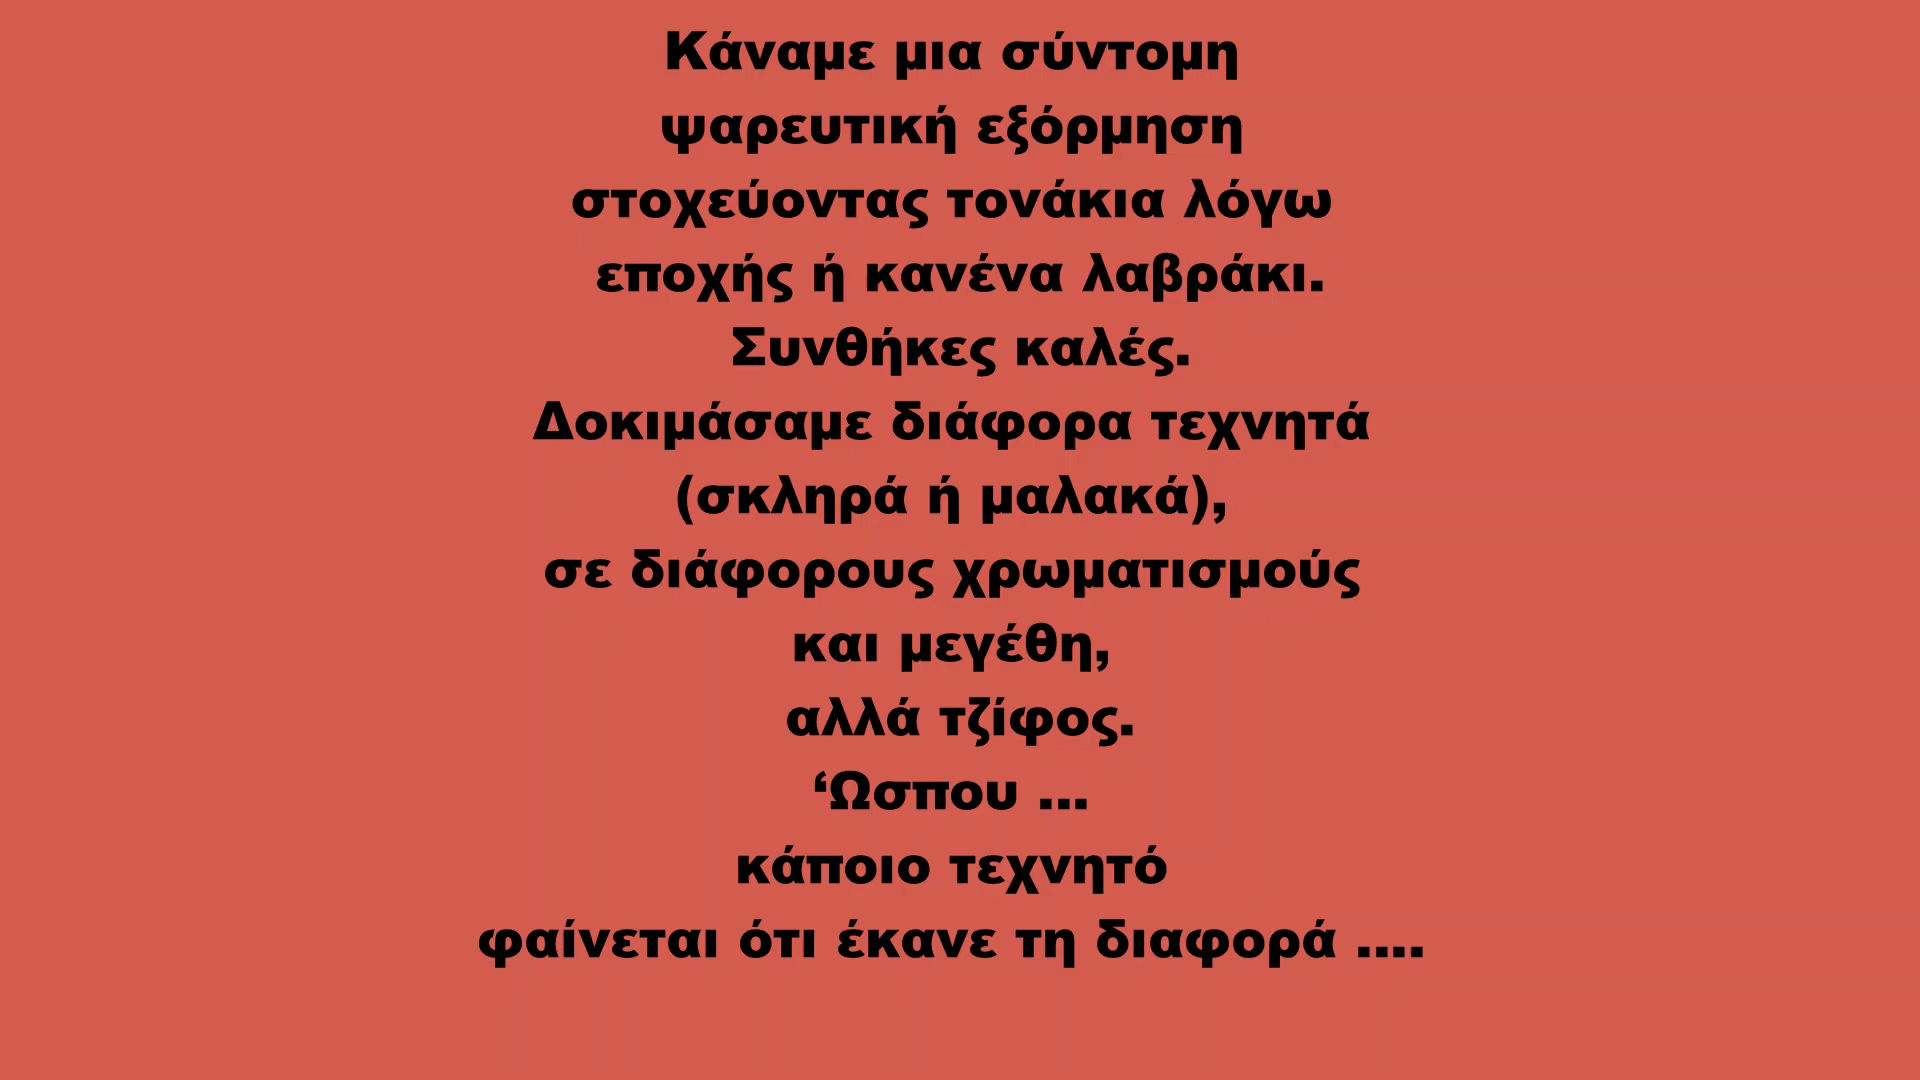 Κάναμε μια σύντομη
ψαρευτική εξόρμηση
στοχεύοντας τονάκια λόγω
εποχής ή κανένα λαβράκι.
Συνθήκες καλές.
Δοκιμάσαμε διάφορα τεχνητά
(σκληρά ή μαλακά),
σε διάφορους χρωματισμούς
και μεγέθη,
αλλά τζίφος.
‘Ωσπου ...
κάποιο τεχνητό
φαίνεται ότι έκανε τη διαφορά ....